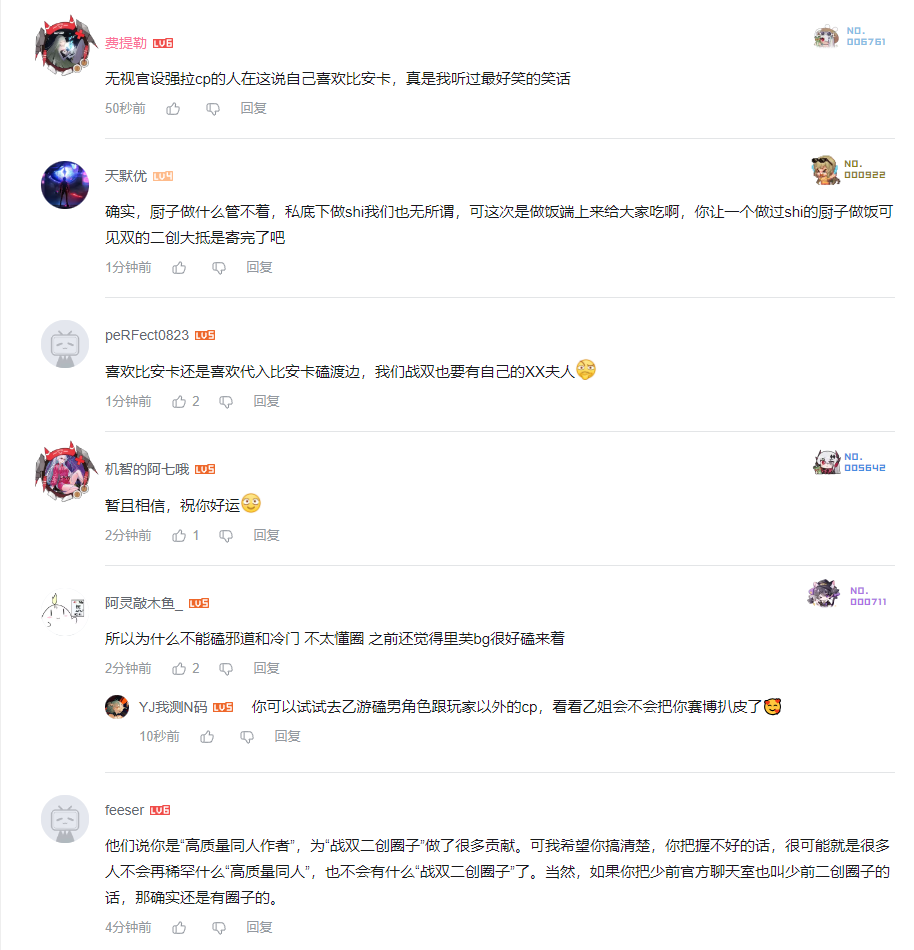 费提勒 LV6
NO.
006761
无视官设强拉cp的人在这说自己喜欢比安卡，真是我听过最好笑的笑话
50秒前 回复
天默优 LV4
NO.
000922
确实，厨子做什么管不着，私底下做shi我们也无所谓，可这次是做饭端上来给大家吃啊，你让一个做过shi的厨子做饭可
见双的二创大抵是寄完了吧
1分钟前 回复
peRFect0823 LV5
喜欢比安卡还是喜欢代入比安卡磕渡边，我们战双也要有自己的XX夫人
1分钟前 2 回复
机智的阿七哦 LV5
NO.
005642
暂且相信，祝你好运
2分钟前 1 回复
阿灵敲木鱼_ LV5
NO.
000711
所以为什么不能磕邪道和冷门 不太懂圈 之前还觉得里芙bg很好磕来着
2分钟前 2 回复
YJ我测N码 LV5 你可以试试去乙游磕男角色跟玩家以外的cp，看看乙姐会不会把你赛博扒皮了
10秒前 回复
feeser LV6
他们说你是“高质量同人作者”，为“战双二创圈子”做了很多贡献。可我希望你搞清楚，你把握不好的话，很可能就是很多
人不会再稀罕什么“高质量同人”，也不会有什么“战双二创圈子”了。当然，如果你把少前官方聊天室也叫少前二创圈子的
话，那确实还是有圈子的。
4分钟前 回复